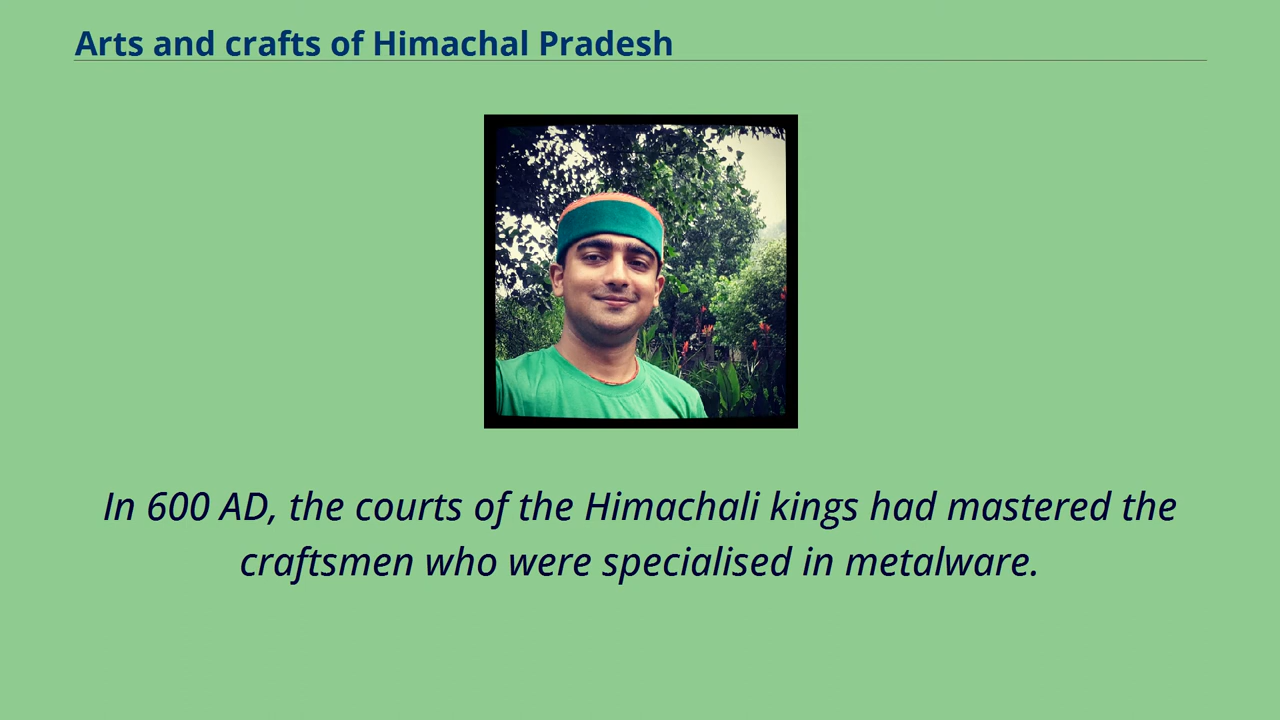 Arts and crafts of Himachal Pradesh
In 600 AD, the courts of the Himachali kings had mastered the
craftsmen who were specialised in metalware.